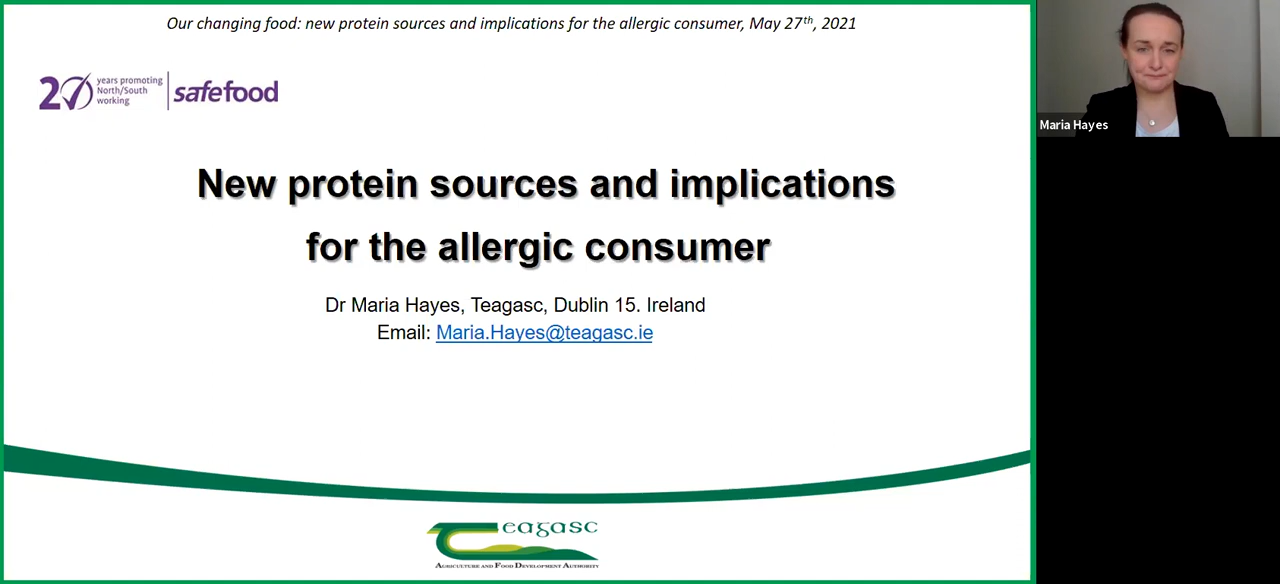 Our changing food: new protein sources and implications for the allergic consumer, May 27th, 2021
20 years promoting
North/South
working
safefood
New protein sources and implications
for the allergic consumer
Dr Maria Hayes, Teagasc, Dublin 15. Ireland
Email: Maria.Hayes@teagasc.ie
Teagasc
AGRICULTURE AND FOOD DEVELOPMENT AUTHORITY
Maria Hayes